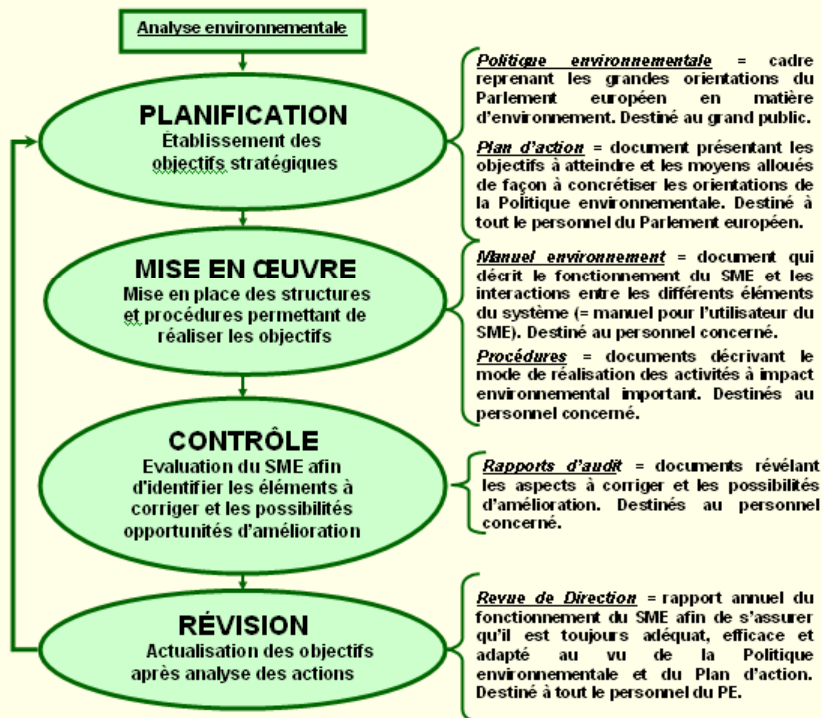 Analyse environnementale
PLANIFICATION
Établissement des
objectifs stratégiques
Politique environnementale = cadre
reprenant les grandes orientations du
Parlement européen en matière
d'environnement. Destiné au grand public.
Plan d'action = document présentant les
objectifs à atteindre et les moyens alloués
de façon à concrétiser les orientations de
la Politique environnementale. Destiné à
tout le personnel du Parlement européen.
MISE EN ŒUVRE
Mise en place des structures
et procédures permettant de
réaliser les objectifs
Manuel environnement = document qui
décrit le fonctionnement du SME et les
interactions entre les différents éléments
du système (= manuel pour l'utilisateur du
SME). Destiné au personnel concerné.
Procédures = documents décrivant le
mode de réalisation des activités à impact
environnemental important. Destinés au
personnel concerné.
CONTRÔLE
Evaluation du SME afin
d'identifier les éléments à
corriger et les possibilités
opportunités d'amélioration
Rapports d'audit = documents révélant
les aspects à corriger et les possibilités
d'amélioration. Destinés au personnel
concerné.
RÉVISION
Actualisation des objectifs
après analyse des actions
Revue de Direction = rapport annuel du
fonctionnement du SME afin de s'assurer
qu'il est toujours adéquat, efficace et
adapté au vu de la Politique
environnementale et du Plan d'action.
Destiné à tout le personnel du PE.